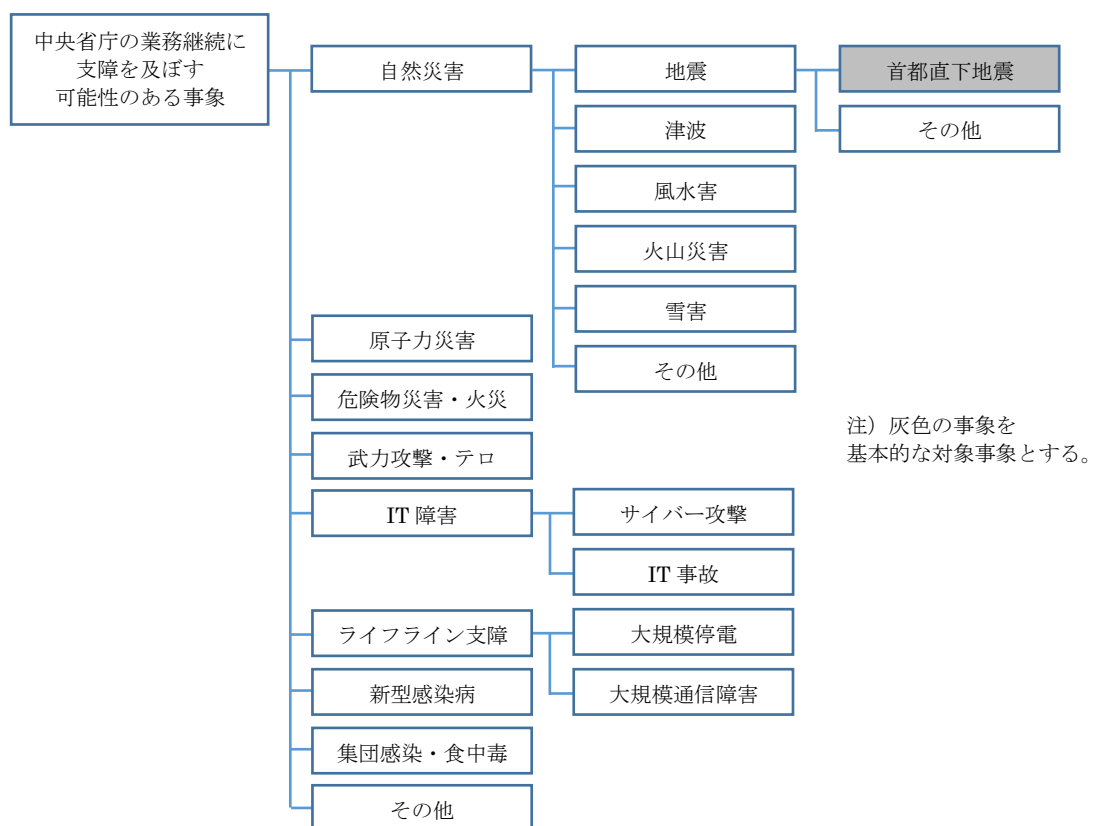 中央省庁の業務継続に
支障を及ぼす
可能性のある事象
自然災害
地震
首都直下地震
その他
津波
風水害
火山災害
雪害
その他
原子力災害
危険物災害・火災
武力攻撃・テロ
IT 障害
サイバー攻撃
IT 事故
ライフライン支障
大規模停電
大規模通信障害
新型感染病
集団感染・食中毒
その他
注）灰色の事象を
基本的な対象事象とする。